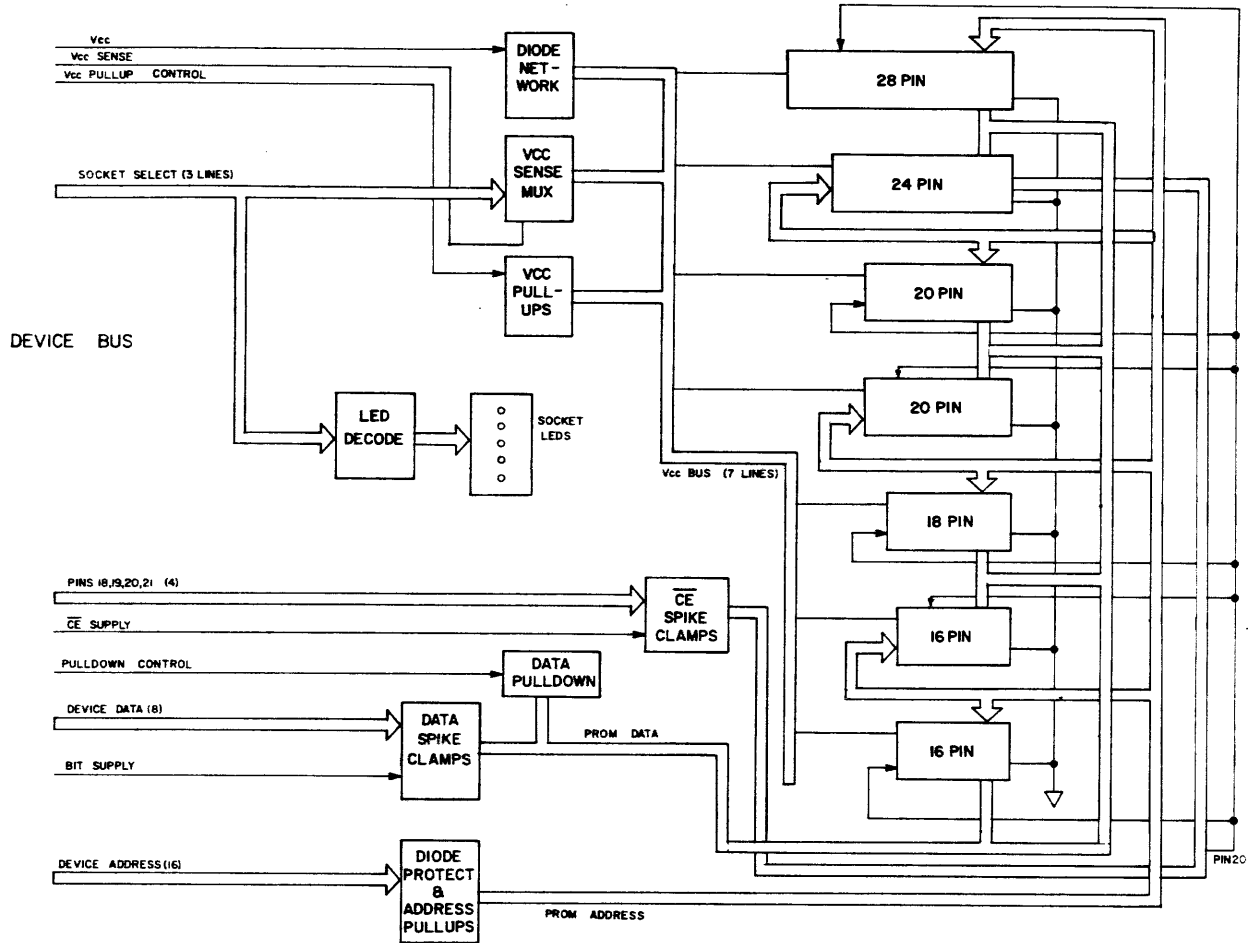 Vcc
Vcc SENSE
Vcc PULLUP CONTROL
DIODE
NET-
WORK
28 PIN
SOCKET SELECT (3 LINES)
VCC
SENSE
MUX
24 PIN
VCC
PULL-
UPS
20 PIN
DEVICE BUS
20 PIN
LED
DECODE
SOCKET
LEDS
Vcc BUS (7 LINES)
18 PIN
PINS 18,19,20,21 (4)
CE SUPPLY
CE
SPIKE
CLAMPS
16 PIN
PULLDOWN CONTROL
DATA
PULLDOWN
DEVICE DATA (8)
DATA
SPIKE
CLAMPS
PROM DATA
BIT SUPPLY
16 PIN
DEVICE ADDRESS (16)
DIODE
PROTECT
&
ADDRESS
PULLUPS
PROM ADDRESS
PIN 20